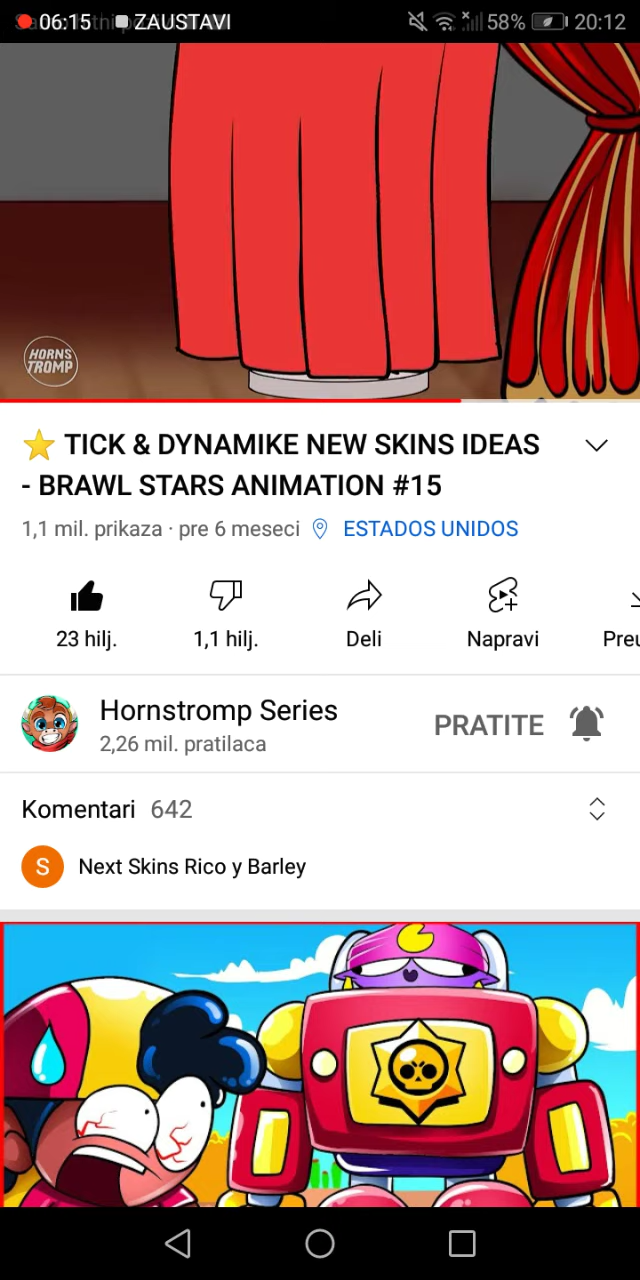 06:15 ZAUSTAVI 58% 20:12
HORNS
TROMP
TICK & DYNAMIKE NEW SKINS IDEAS
- BRAWL STARS ANIMATION #15
1,1 mil. prikaza · pre 6 meseci ESTADOS UNIDOS
23 hilj. 1,1 hilj. Deli Napravi Preu
Hornstromp Series
2,26 mil. pratilaca
PRATITE
Komentari 642
S Next Skins Rico y Barley